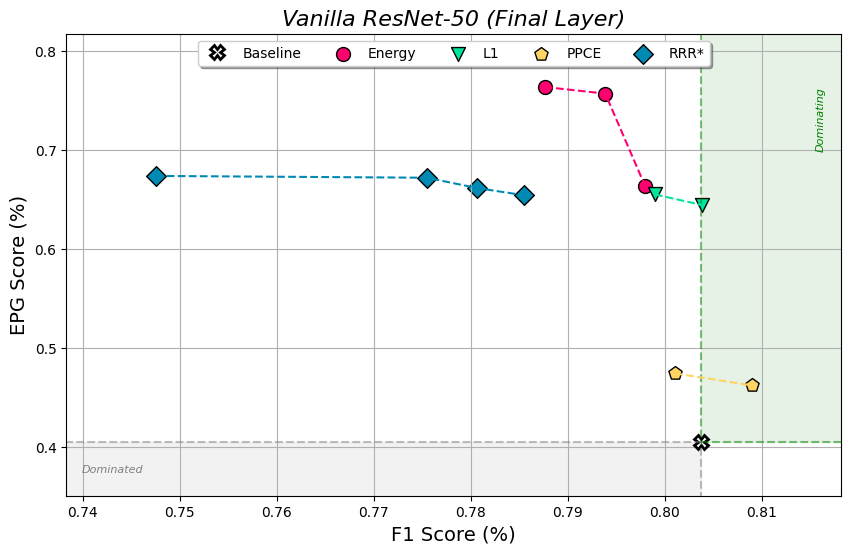 Vanilla ResNet-50 (Final Layer)
Baseline Energy L1 PPCE RRR*
Dominating
EPG Score (%)
0.8
0.7
0.6
0.5
0.4
Dominated
0.74 0.75 0.76 0.77 0.78 0.79 0.80 0.81
F1 Score (%)